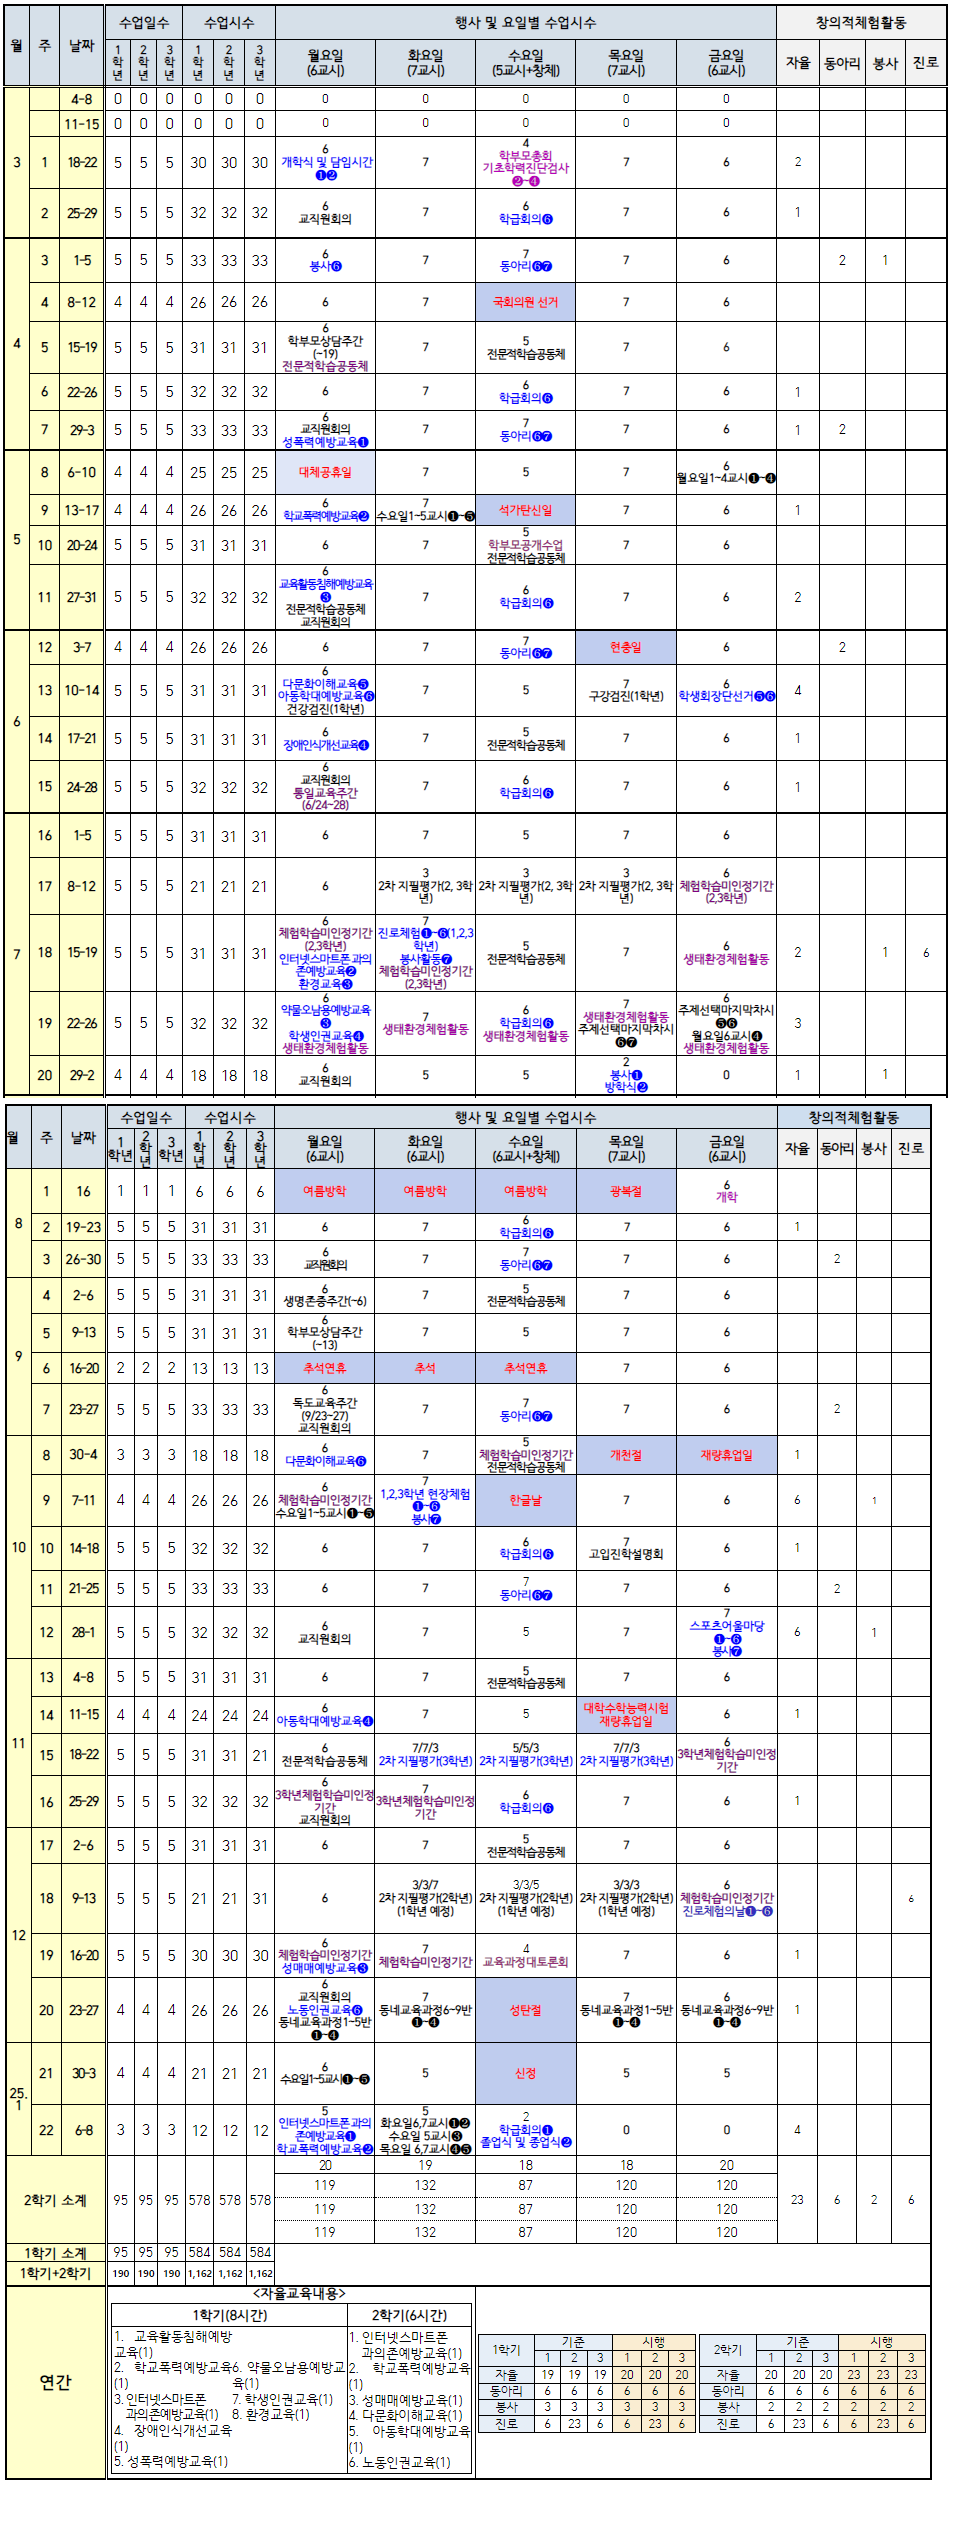 월 주 날짜 수업일수 수업시수 행사 및 요일별 수업시수 창의적체험활동
1학년 2학년 3학년 1학년 2학년 3학년 월요일(6교시) 화요일(7교시) 수요일(5교시+창체) 목요일(7교시) 금요일(6교시) 자율 동아리 봉사 진로
3
4-8 0 0 0 0 0 0 0 0 0 0 0
11-15 0 0 0 0 0 0 0 0 0 0 0
1 18-22 5 5 5 30 30 30 6 개학식 및 담임시간 ❶❷ 7 4 학부모총회 기초학력진단검사 ❷~❹ 7 6 2
2 25-29 5 5 5 32 32 32 6 교직원회의 7 6 학급회의❻ 7 6 1
4
3 1-5 5 5 5 33 33 33 6 봉사❻ 7 7 동아리❻❼ 7 6 2 1
4 8-12 4 4 4 26 26 26 6 7 국회의원 선거 7 6
5 15-19 5 5 5 31 31 31 6 학부모상담주간(~19) 전문적학습공동체 7 5 전문적학습공동체 7 6
6 22-26 5 5 5 32 32 32 6 7 6 학급회의❻ 7 6 1
7 29-3 5 5 5 33 33 33 6 교직원회의 성폭력예방교육❶ 7 7 동아리❻❼ 7 6 1 2
5
8 6-10 4 4 4 25 25 25 대체공휴일 7 5 7 6 월요일1~4교시❶~❹
9 13-17 4 4 4 26 26 26 6 학교폭력예방교육❷ 7 수요일1~5교시❶~❺ 석가탄신일 7 6 1
10 20-24 5 5 5 31 31 31 6 7 5 학부모공개수업 전문적학습공동체 7 6
11 27-31 5 5 5 32 32 32 6 교육활동침해예방교육❸ 전문적학습공동체 교직원회의 7 6 학급회의❻ 7 6 2
6
12 3-7 4 4 4 26 26 26 6 7 7 동아리❻❼ 현충일 6 2
13 10-14 5 5 5 31 31 31 6 다문화이해교육❺ 아동학대예방교육❻ 건강검진(1학년) 7 5 7 구강검진(1학년) 6 학생회장단선거❺❻ 4
14 17-21 5 5 5 31 31 31 6 장애인식개선교육❹ 7 5 전문적학습공동체 7 6 1
15 24-28 5 5 5 32 32 32 6 교직원회의 통일교육주간(6/24~28) 7 6 학급회의❻ 7 6 1
7
16 1-5 5 5 5 31 31 31 6 7 5 7 6
17 8-12 5 5 5 21 21 21 6 3 2차 지필평가(2, 3학년) 3 2차 지필평가(2, 3학년) 3 2차 지필평가(2, 3학년) 6 체험학습미인정기간(2,3학년)
18 15-19 5 5 5 31 31 31 6 체험학습미인정기간(2,3학년) 인터넷스마트폰 과의존예방교육❷ 환경교육❸ 7 진로체험❶~❻(1,2,3학년) 봉사활동❼ 체험학습미인정기간(2,3학년) 5 전문적학습공동체 7 6 생태환경체험활동 2 1 6
19 22-26 5 5 5 32 32 32 6 약물오남용예방교육❸ 학생인권교육❹ 생태환경체험활동 7 생태환경체험활동 6 학급회의❻ 생태환경체험활동 7 생태환경체험활동 주제선택마지막차시❻❼ 6 주제선택마지막차시❺❻ 월요일6교시❹ 생태환경체험활동 3
20 29-2 4 4 4 18 18 18 6 교직원회의 5 5 2 봉사❶ 방학식❷ 0 1 1
월 주 날짜 수업일수 수업시수 행사 및 요일별 수업시수 창의적체험활동
1학년 2학년 3학년 1학년 2학년 3학년 월요일(6교시) 화요일(6교시) 수요일(6교시+창체) 목요일(7교시) 금요일(6교시) 자율 동아리 봉사 진로
8
1 16 1 1 1 6 6 6 여름방학 여름방학 여름방학 광복절 6 개학
2 19-23 5 5 5 31 31 31 6 7 6 학급회의❻ 7 6 1
3 26-30 5 5 5 33 33 33 6 교직원회의 7 7 동아리❻❼ 7 6 2
9
4 2-6 5 5 5 31 31 31 6 생명존중주간(~6) 7 5 전문적학습공동체 7 6
5 9-13 5 5 5 31 31 31 6 학부모상담주간(~13) 7 5 7 6
6 16-20 2 2 2 13 13 13 추석연휴 추석 추석연휴 7 6
7 23-27 5 5 5 33 33 33 6 독도교육주간(9/23~27) 교직원회의 7 7 동아리❻❼ 7 6 2
10
8 30-4 3 3 3 18 18 18 6 다문화이해교육❻ 7 5 체험학습미인정기간 전문적학습공동체 개천절 재량휴업일 1
9 7-11 4 4 4 26 26 26 6 체험학습미인정기간 수요일1~5교시❶~❺ 7 1,2,3학년 현장체험❶~❻ 봉사❼ 한글날 7 6 6 1
10 14-18 5 5 5 32 32 32 6 7 6 학급회의❻ 7 고입진학설명회 6 1
11 21-25 5 5 5 33 33 33 6 7 7 동아리❻❼ 7 6 2
12 28-1 5 5 5 32 32 32 6 교직원회의 7 5 7 7 스포츠어울마당❶~❻ 봉사❼ 6 1
11
13 4-8 5 5 5 31 31 31 6 7 5 전문적학습공동체 7 6
14 11-15 4 4 4 24 24 24 6 아동학대예방교육❹ 7 5 대학수학능력시험 재량휴업일 6 1
15 18-22 5 5 5 31 31 21 6 전문적학습공동체 7/7/3 2차 지필평가(3학년) 5/5/3 2차 지필평가(3학년) 7/7/3 2차 지필평가(3학년) 6 3학년체험학습미인정기간
16 25-29 5 5 5 32 32 32 6 3학년체험학습미인정기간 교직원회의 7 3학년체험학습미인정기간 6 학급회의❻ 7 6 1
12
17 2-6 5 5 5 31 31 31 6 7 5 전문적학습공동체 7 6
18 9-13 5 5 5 21 21 31 6 3/3/7 2차 지필평가(2학년)(1학년 예정) 3/3/5 2차 지필평가(2학년)(1학년 예정) 3/3/3 2차 지필평가(2학년)(1학년 예정) 6 체험학습미인정기간 진로체험의날❶~❻ 6
19 16-20 5 5 5 30 30 30 6 체험학습미인정기간 성매매예방교육❸ 7 체험학습미인정기간 4 교육과정대토론회 7 6 1
20 23-27 4 4 4 26 26 26 6 교직원회의 노동인권교육❻ 동네교육과정1~5반❶~❹ 7 동네교육과정6~9반❶~❹ 성탄절 7 동네교육과정1~5반❶~❹ 6 동네교육과정6~9반❶~❹ 1
25.1
21 30-3 4 4 4 21 21 21 6 수요일1~5교시❶~❺ 5 신정 5 5
22 6-8 3 3 3 12 12 12 5 인터넷스마트폰 과의존예방교육❶ 학교폭력예방교육❷ 5 화요일6,7교시❶❷ 수요일 5교시❸ 목요일 6,7교시❹❺ 2 학급회의❶ 졸업식 및 종업식❷ 0 0 4
2학기 소계 95 95 95 578 578 578 20 19 18 18 20 23 6 2 6
119 132 87 120 120
119 132 87 120 120
119 132 87 120 120
1학기 소계 95 95 95 584 584 584
1학기+2학기 190 190 190 1,162 1,162 1,162
연간
<자율교육내용>
1학기(8시간) 2학기(6시간)
1. 교육활동침해예방교육(1)
2. 학교폭력예방교육(1)
3. 인터넷스마트폰 과의존예방교육(1)
4. 장애인식개선교육(1)
5. 성폭력예방교육(1)
6. 약물오남용예방교육(1)
7. 학생인권교육(1)
8. 환경교육(1)
1. 인터넷스마트폰 과의존예방교육(1)
2. 학교폭력예방교육(1)
3. 성매매예방교육(1)
4. 다문화이해교육(1)
5. 아동학대예방교육(1)
6. 노동인권교육(1)
1학기 기준 시행
1 2 3 1 2 3
자율 19 19 19 20 20 20
동아리 6 6 6 6 6 6
봉사 3 3 3 3 3 3
진로 6 23 6 6 23 6
2학기 기준 시행
1 2 3 1 2 3
자율 20 20 20 23 23 23
동아리 6 6 6 6 6 6
봉사 2 2 2 2 2 2
진로 6 23 6 6 23 6